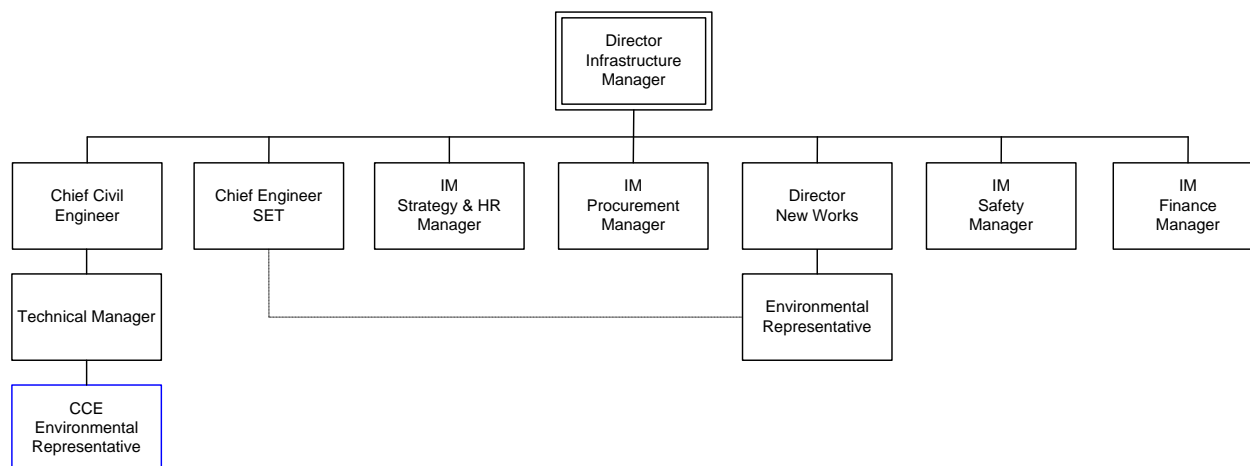 Director
Infrastructure
Manager
Chief Civil
Engineer
Chief Engineer
SET
IM
Strategy & HR
Manager
IM
Procurement
Manager
Director
New Works
IM
Safety
Manager
IM
Finance
Manager
Technical Manager
Environmental
Representative
CCE
Environmental
Representative